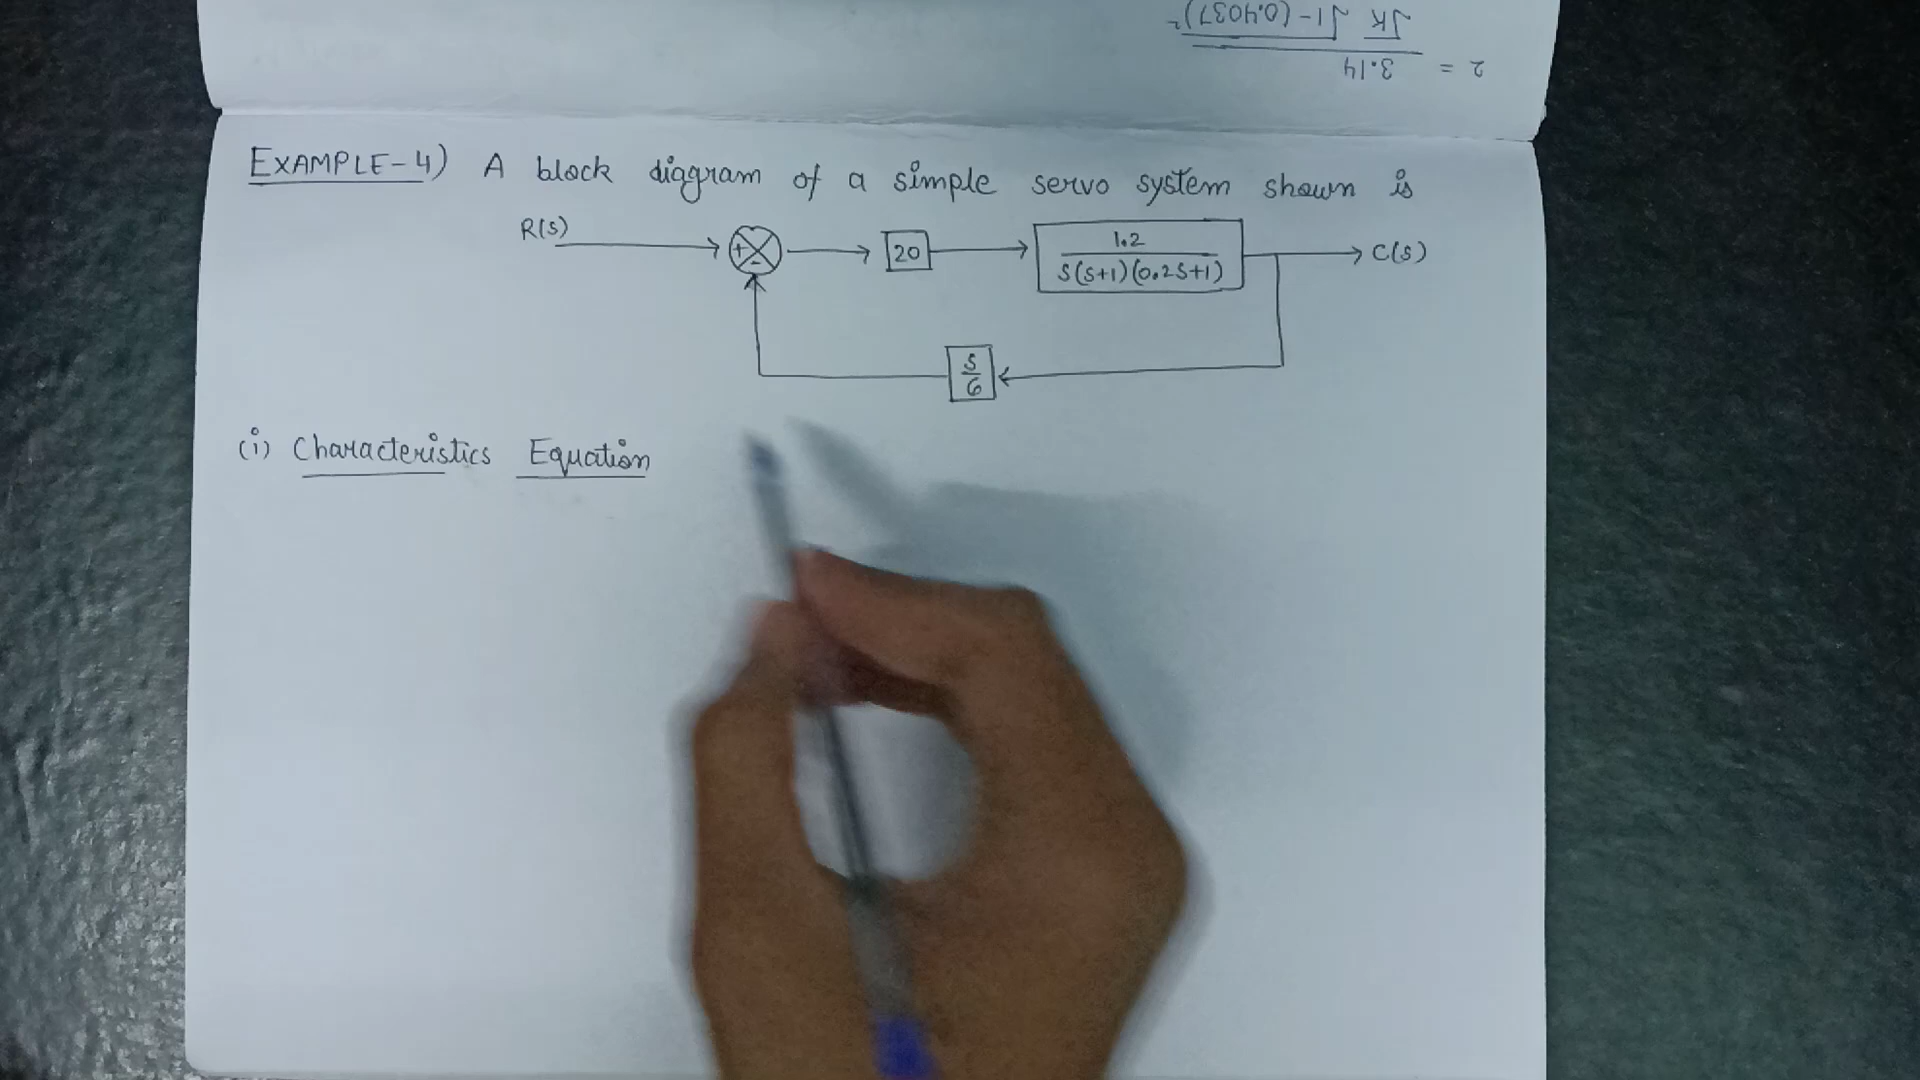 √K √1-(0.4037)²
2 = 3.14
EXAMPLE-4) A block diagram of a simple servo system shown is
R(S)
+
-
20
1.2
S(S+1)(0.2S+1)
C(S)
S
6
(i) Characteristics Equation